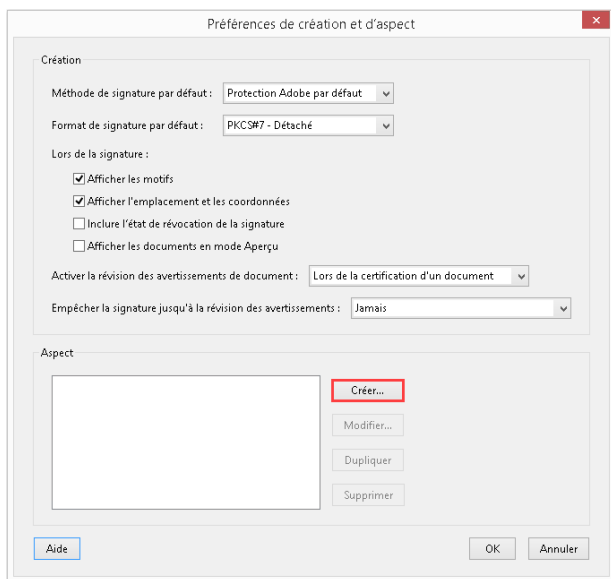 Préférences de création et d'aspect
Création
Méthode de signature par défaut : Protection Adobe par défaut
Format de signature par défaut : PKCS#7 - Détaché
Lors de la signature :
Afficher les motifs
Afficher l'emplacement et les coordonnées
Inclure l'état de révocation de la signature
Afficher les documents en mode Aperçu
Activer la révision des avertissements de document : Lors de la certification d'un document
Empêcher la signature jusqu'à la révision des avertissements : Jamais
Aspect
Créer...
Modifier...
Dupliquer
Supprimer
Aide OK Annuler